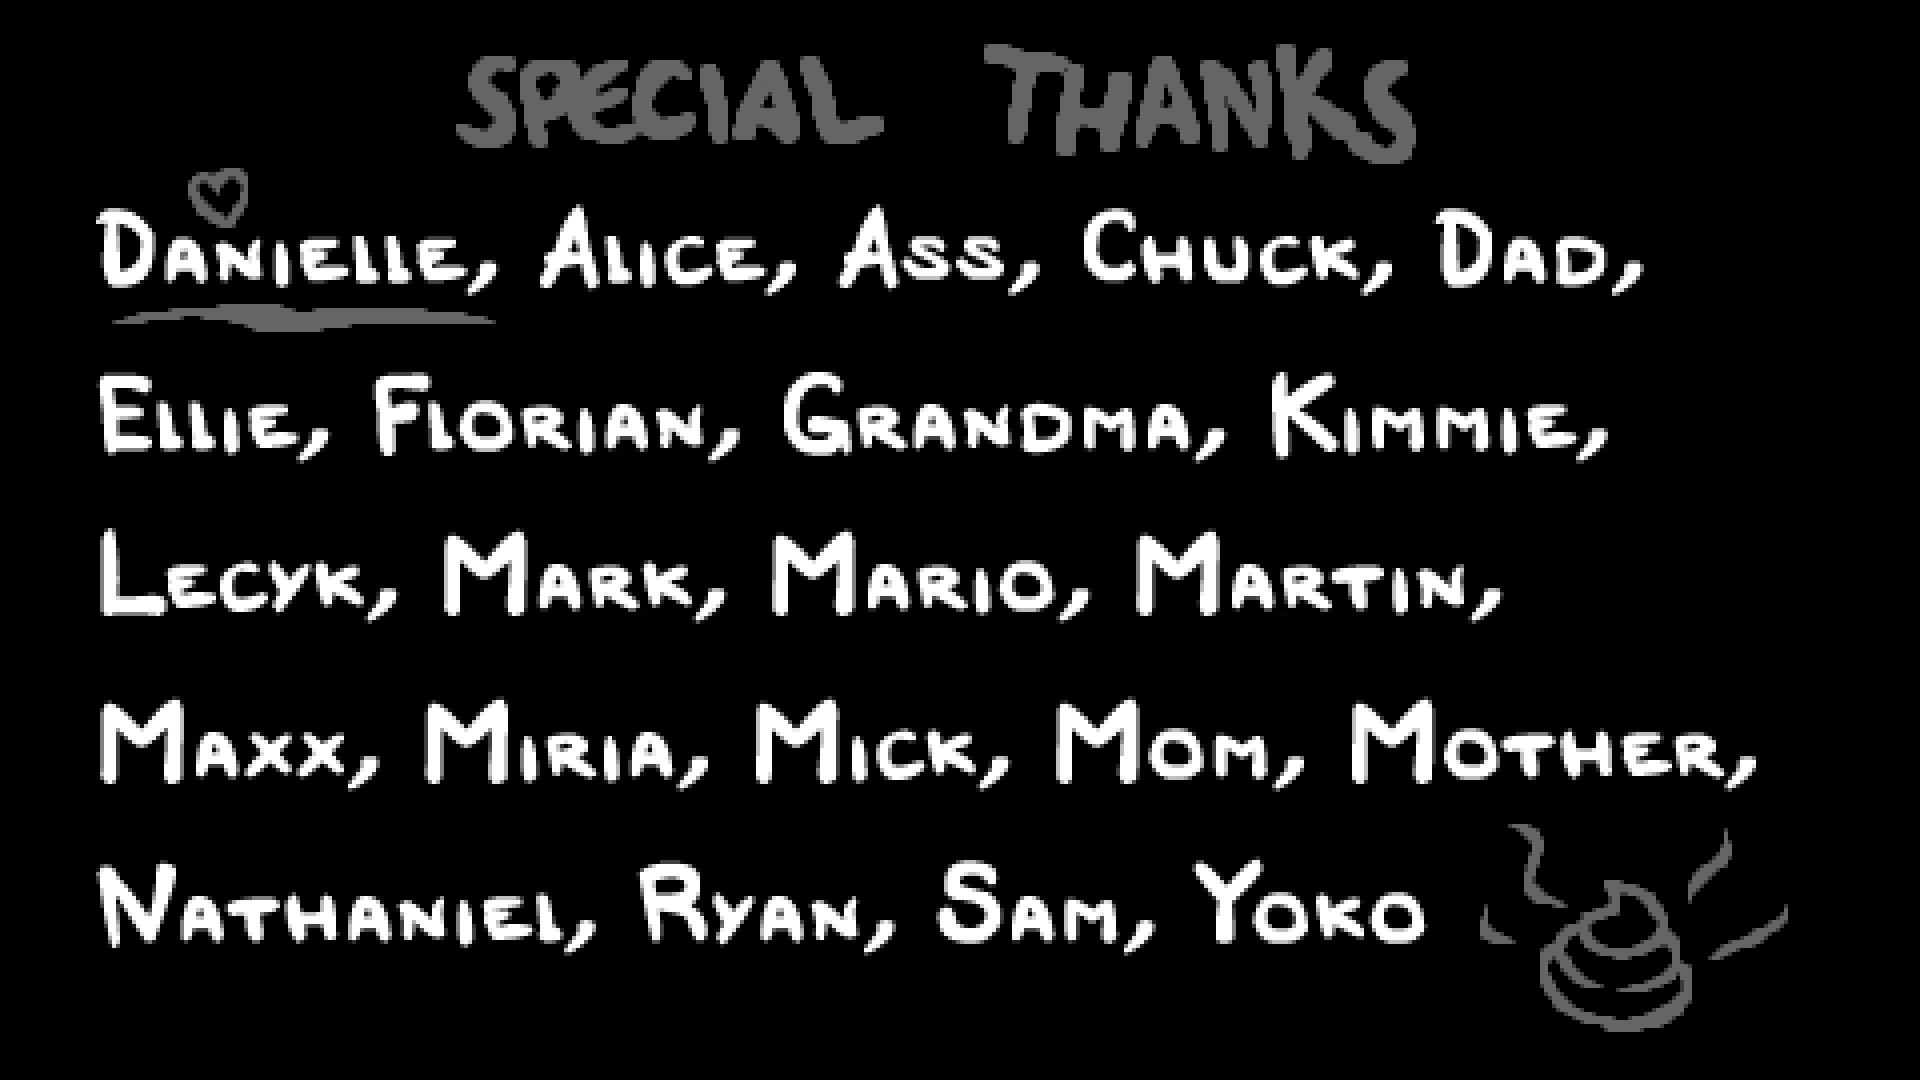 SPECIAL THANKS
DANIELLE, ALICE, ASS, CHUCK, DAD,
ELLIE, FLORIAN, GRANDMA, KIMMIE,
LECYK, MARK, MARIO, MARTIN,
MAXX, MIRIA, MICK, MOM, MOTHER,
NATHANIEL, RYAN, SAM, YOKO